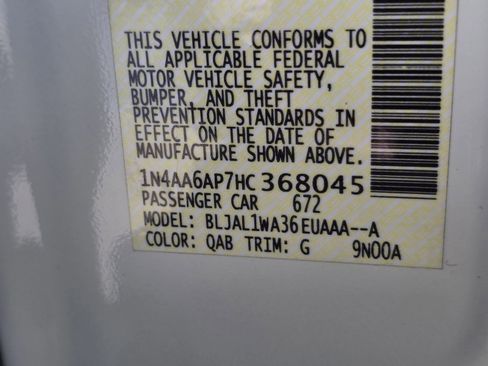 THIS VEHICLE CONFORMS TO
ALL APPLICABLE FEDERAL
MOTOR VEHICLE SAFETY,
BUMPER, AND THEFT
PREVENTION STANDARDS IN
EFFECT ON THE DATE OF
MANUFACTURE SHOWN ABOVE.
1N4AA6AP7HC368045
PASSENGER CAR 672
MODEL: BLJAL1WA36EUAAA--A
COLOR: QAB TRIM: G 9N00A